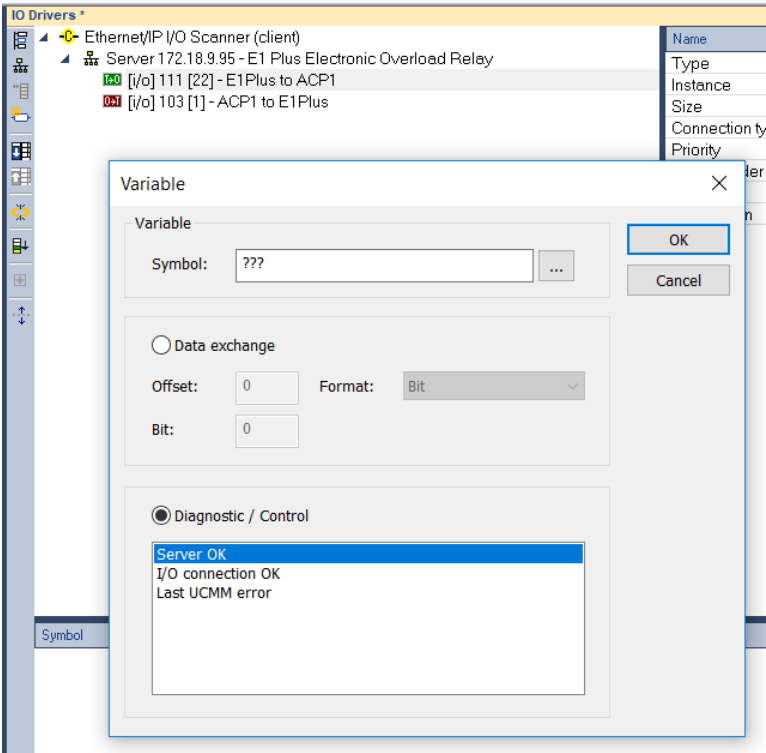 IO Drivers *
Ethernet/IP I/O Scanner (client)
Server 172.18.9.95 - E1 Plus Electronic Overload Relay
[i/o] 111 [22] - E1Plus to ACP1
[i/o] 103 [1] - ACP1 to E1Plus
Name
Type
Instance
Size
Connection ty
Priority
der
n
Variable
Variable
Symbol:
???
...
OK
Cancel
Data exchange
Offset:
0
Format:
Bit
Bit:
0
Diagnostic / Control
Server OK
I/O connection OK
Last UCMM error
Symbol